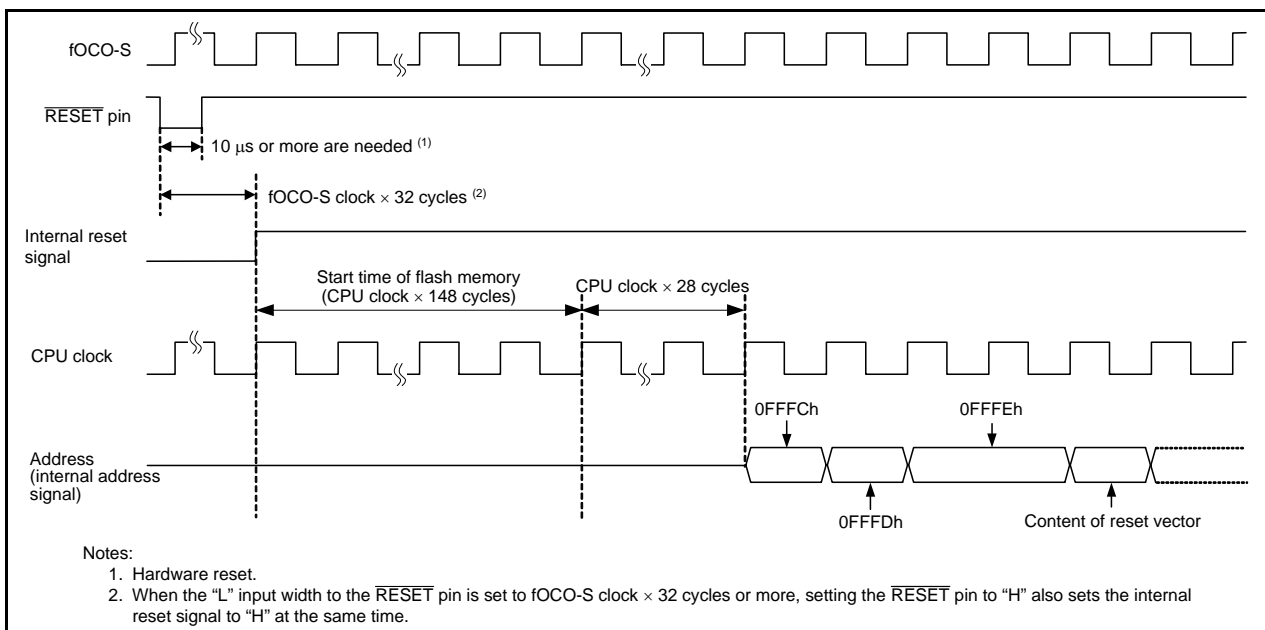 fOCO-S
RESET pin
10 μs or more are needed (1)
fOCO-S clock × 32 cycles (2)
Internal reset
signal
Start time of flash memory
(CPU clock × 148 cycles)
CPU clock × 28 cycles
CPU clock
0FFFCh
0FFFEh
Address
(internal address
signal)
0FFFDh
Content of reset vector
Notes:
1. Hardware reset.
2. When the “L” input width to the RESET pin is set to fOCO-S clock × 32 cycles or more, setting the RESET pin to “H” also sets the internal
reset signal to “H” at the same time.